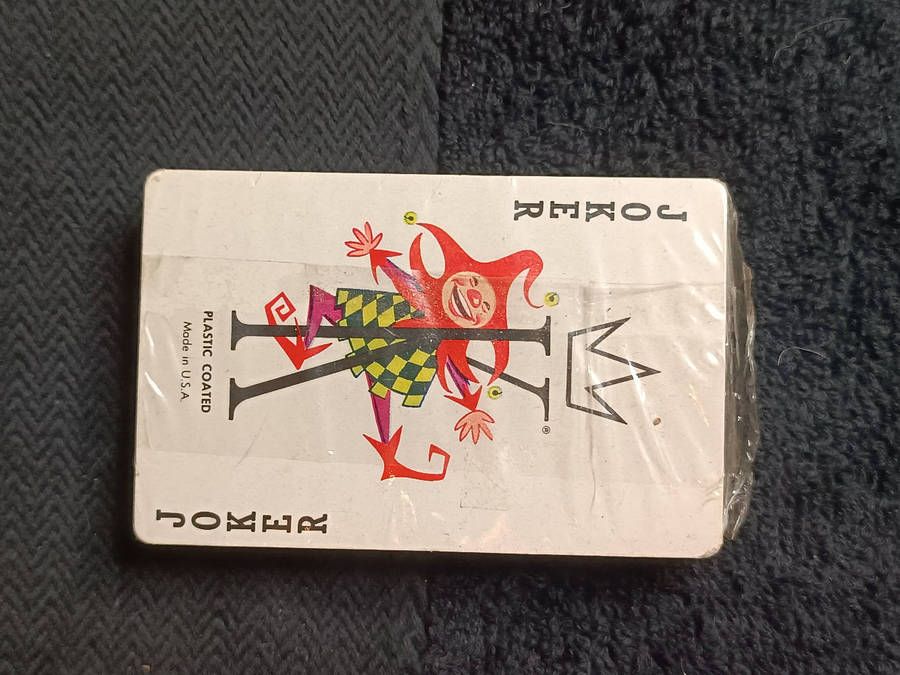 JOKER
K
®
PLASTIC COATED
Made in U.S.A.
JOKER